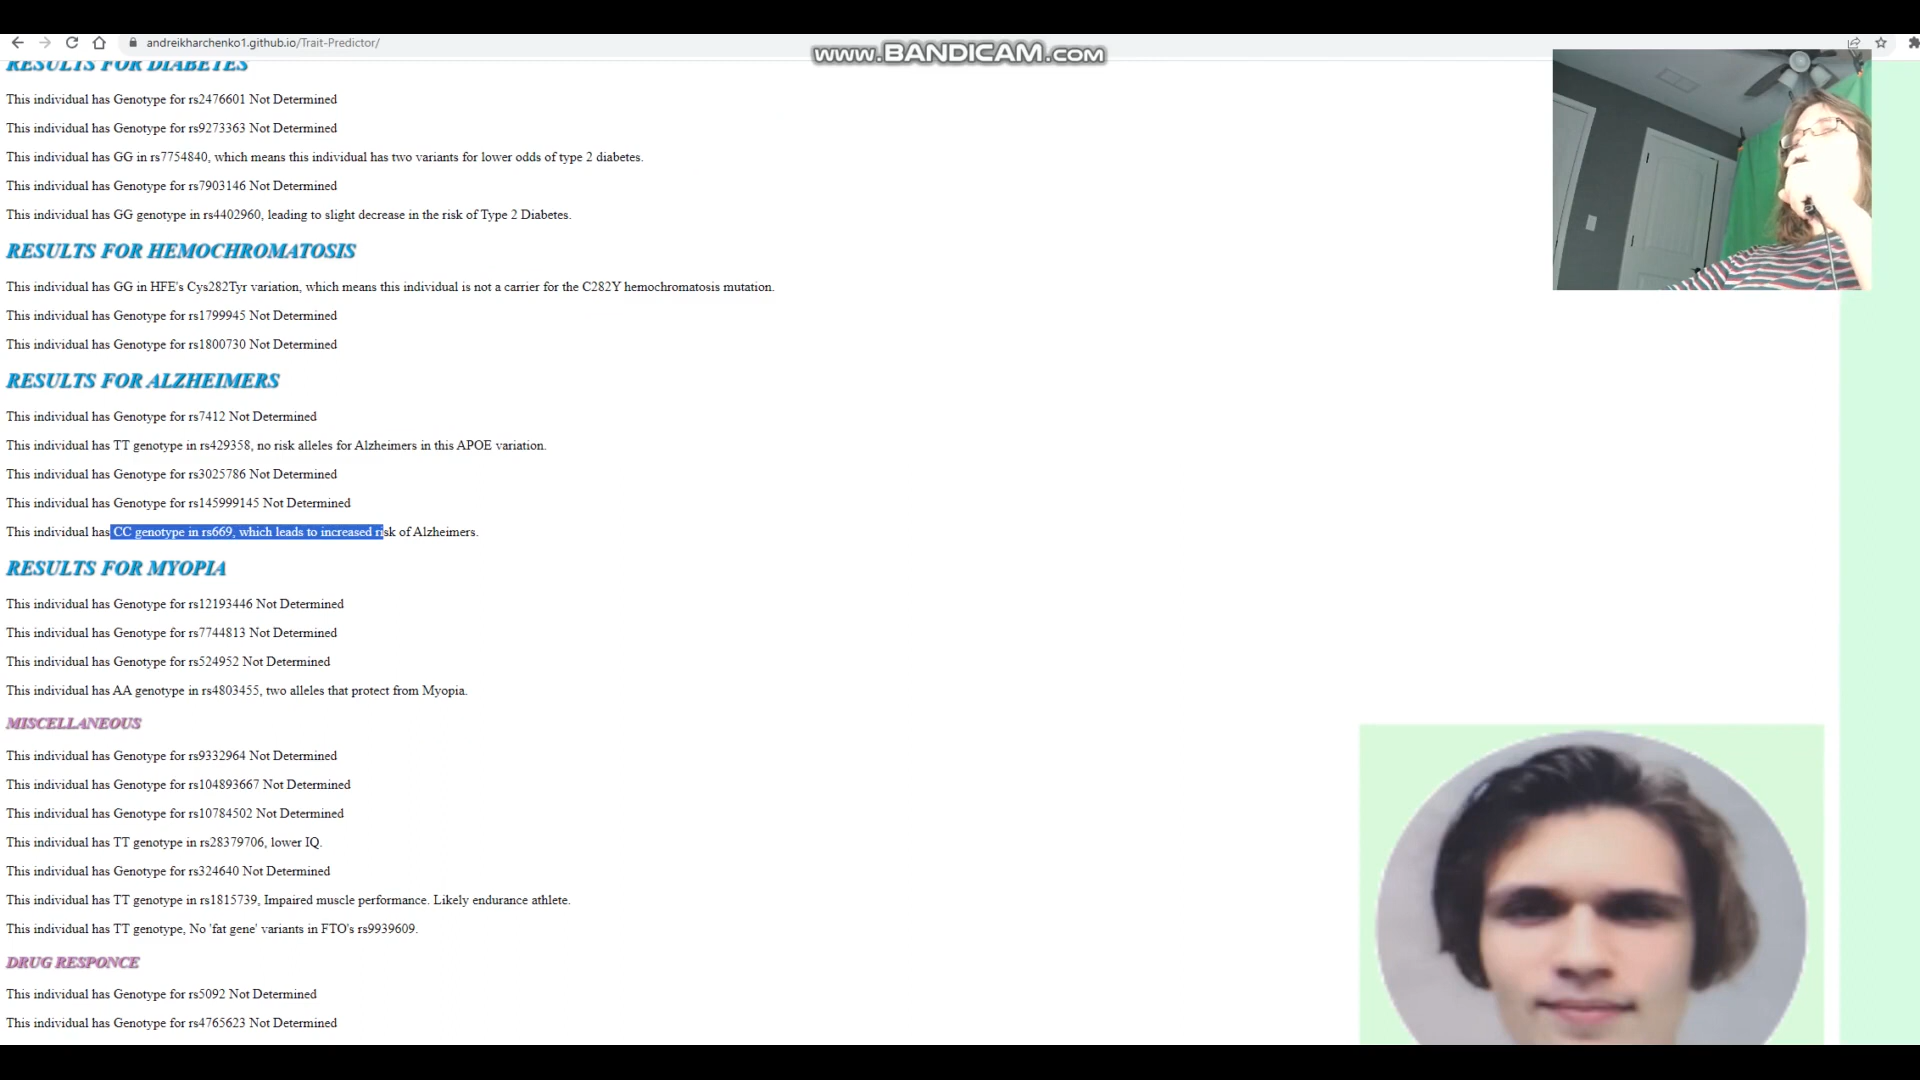 andreikharchenko1.github.io/Trait-Predictor/
www.BANDICAM.com
RESULTS FOR DIABETES
This individual has Genotype for rs2476601 Not Determined
This individual has Genotype for rs9273363 Not Determined
This individual has GG in rs7754840, which means this individual has two variants for lower odds of type 2 diabetes.
This individual has Genotype for rs7903146 Not Determined
This individual has GG genotype in rs4402960, leading to slight decrease in the risk of Type 2 Diabetes.
RESULTS FOR HEMOCHROMATOSIS
This individual has GG in HFE's Cys282Tyr variation, which means this individual is not a carrier for the C282Y hemochromatosis mutation.
This individual has Genotype for rs1799945 Not Determined
This individual has Genotype for rs1800730 Not Determined
RESULTS FOR ALZHEIMERS
This individual has Genotype for rs7412 Not Determined
This individual has TT genotype in rs429358, no risk alleles for Alzheimers in this APOE variation.
This individual has Genotype for rs3025786 Not Determined
This individual has Genotype for rs145999145 Not Determined
This individual has CC genotype in rs669, which leads to increased risk of Alzheimers.
RESULTS FOR MYOPIA
This individual has Genotype for rs12193446 Not Determined
This individual has Genotype for rs7744813 Not Determined
This individual has Genotype for rs524952 Not Determined
This individual has AA genotype in rs4803455, two alleles that protect from Myopia.
MISCELLANEOUS
This individual has Genotype for rs9332964 Not Determined
This individual has Genotype for rs104893667 Not Determined
This individual has Genotype for rs10784502 Not Determined
This individual has TT genotype in rs28379706, lower IQ.
This individual has Genotype for rs324640 Not Determined
This individual has TT genotype in rs1815739, Impaired muscle performance. Likely endurance athlete.
This individual has TT genotype, No 'fat gene' variants in FTO's rs9939609.
DRUG RESPONCE
This individual has Genotype for rs5092 Not Determined
This individual has Genotype for rs4765623 Not Determined